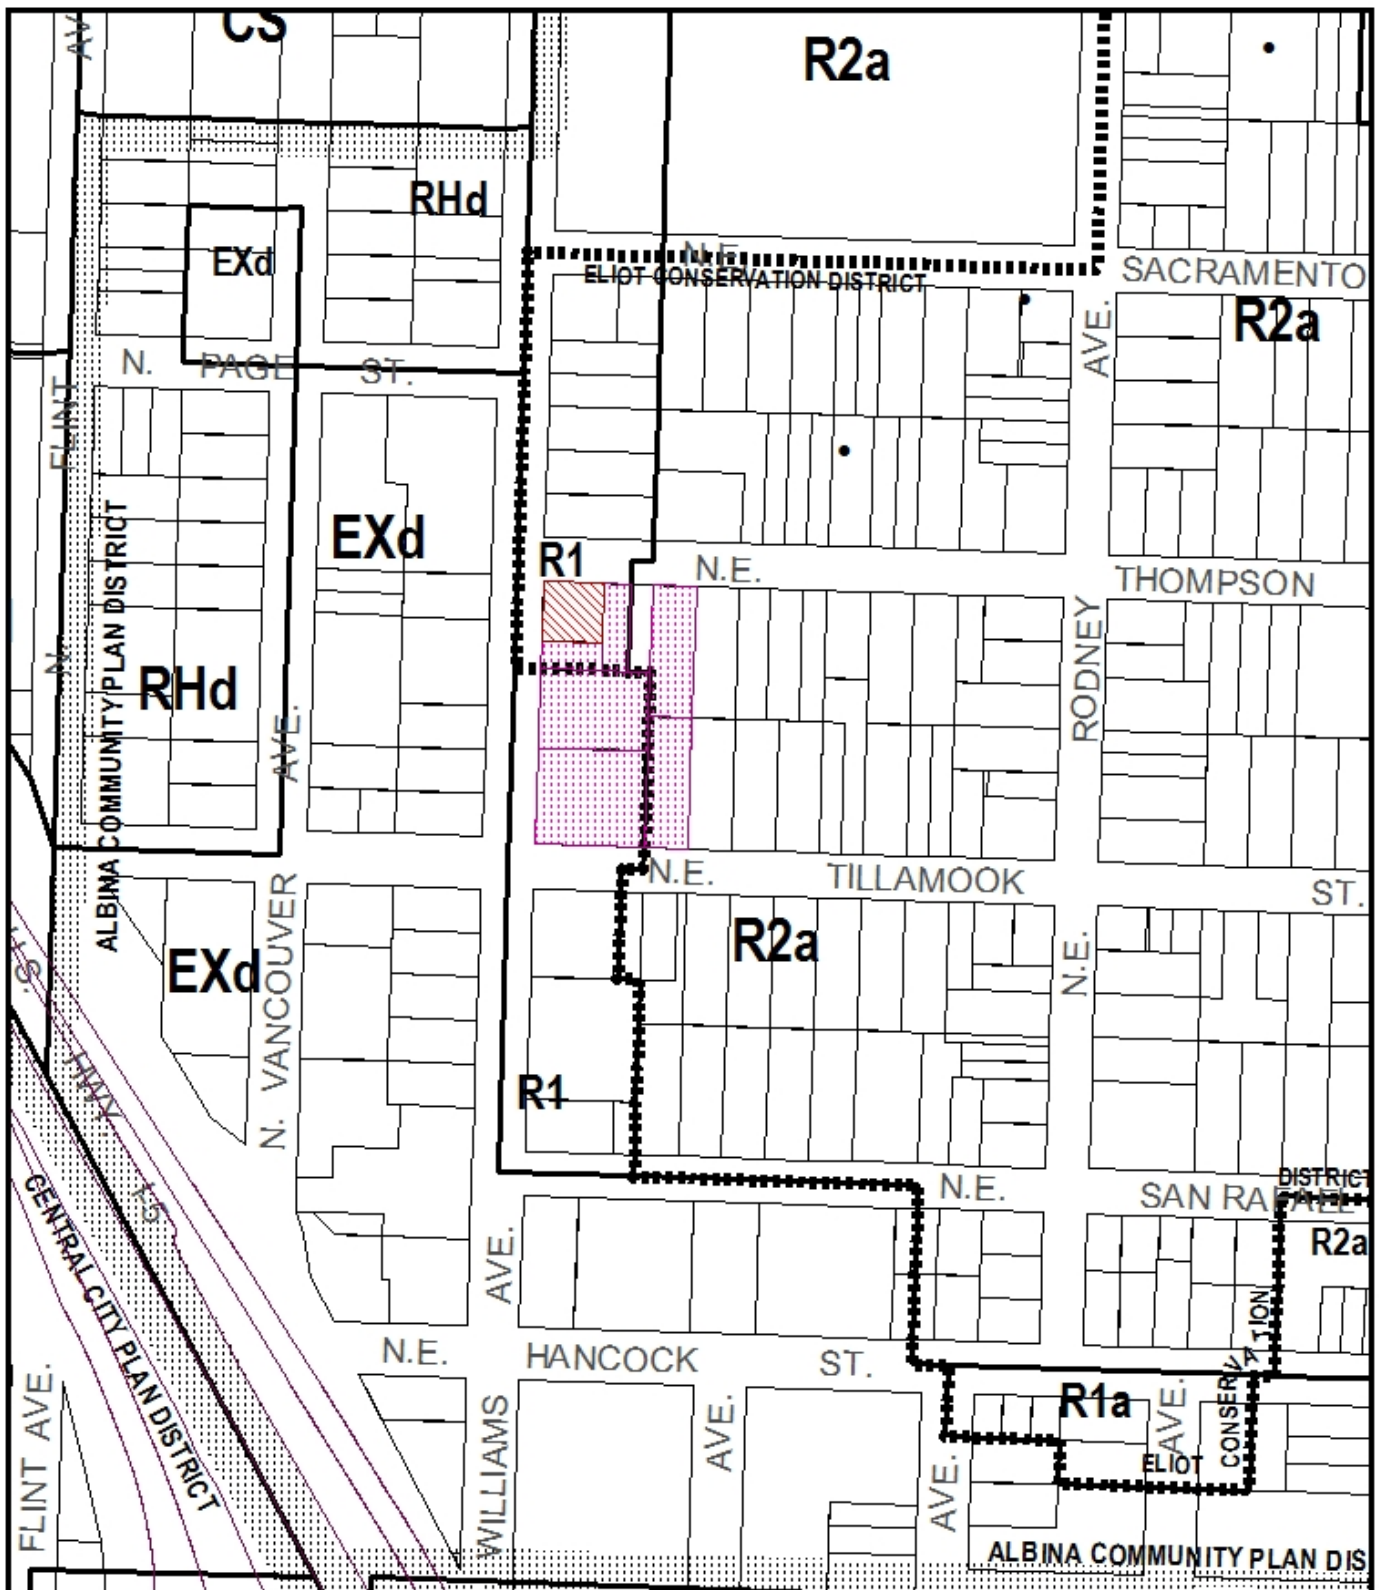 CS
AV
R2a
RHd
EXd
N.E.
SACRAMENTO
ELIOT CONSERVATION DISTRICT
R2a
AVE.
N. PAGE ST.
FLINT
N.
EXd
R1
N.E.
THOMPSON
ALBINA COMMUNITY PLAN DISTRICT
RHd
AVE.
RODNEY
N.E.
TILLAMOOK
ST.
EXd
N. VANCOUVER
R2a
N.E.
U.S.
HWY.
I-5
R1
CENTRAL CITY PLAN DISTRICT
N.E.
SAN RAFAEL
DISTRICT
R2a
AVE.
N.E. HANCOCK ST.
CONSERVATION
R1a
AVE.
ELIOT
FLINT AVE.
WILLIAMS
AVE.
AVE.
ALBINA COMMUNITY PLAN DIS